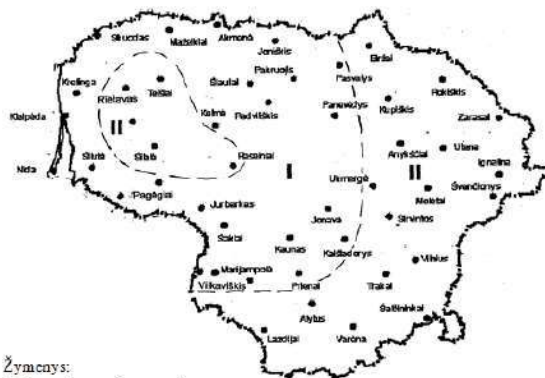 Skuodas
Mažeikiai
Akmenė
Joniškis
Biržai
Kretinga
Rietavas
Telšiai
Šiauliai
Pakruojis
Pasvalys
Rokiškis
Klaipėda
II
Kelmė
Radviliškis
Panevėžys
Kupiškis
Zarasai
Šilutė
Raseiniai
I
Anykščiai
Utena
Ignalina
Nida
Pagėgiai
Ukmergė
II
Molėtai
Švenčionys
Jurbarkas
Jonava
Širvintos
Šakiai
Kaunas
Kaišiadorys
Vilnius
Marijampolė
Vilkaviškis
Prienai
Trakai
Alytus
Šalčininkai
Lazdijai
Varėna
Žymenys: